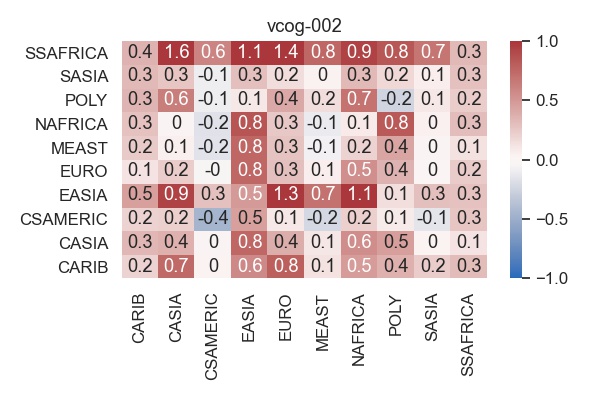 vcog-002
SSAFRICA 0.4 1.6 0.6 1.1 1.4 0.8 0.9 0.8 0.7 0.3
SASIA 0.3 0.3 -0.1 0.3 0.2 0 0.3 0.2 0.1 0.3
POLY 0.3 0.6 -0.1 0.1 0.4 0.2 0.7 -0.2 0.1 0.2
NAFRICA 0.3 0 -0.2 0.8 0.3 -0.1 0.1 0.8 0 0.3
MEAST 0.2 0.1 -0.2 0.8 0.3 -0.1 0.2 0.4 0 0.1
EURO 0.1 0.2 -0 0.8 0.3 0.1 0.5 0.4 0 0.2
EASIA 0.5 0.9 0.3 0.5 1.3 0.7 1.1 0.1 0.3 0.3
CSAMERIC 0.2 0.2 -0.4 0.5 0.1 -0.2 0.2 0.1 -0.1 0.3
CASIA 0.3 0.4 0 0.8 0.4 0.1 0.6 0.5 0 0.1
CARIB 0.2 0.7 0 0.6 0.8 0.1 0.5 0.4 0.2 0.3
CARIB CASIA CSAMERIC EASIA EURO MEAST NAFRICA POLY SASIA SSAFRICA
1.0
0.5
0.0
−0.5
−1.0